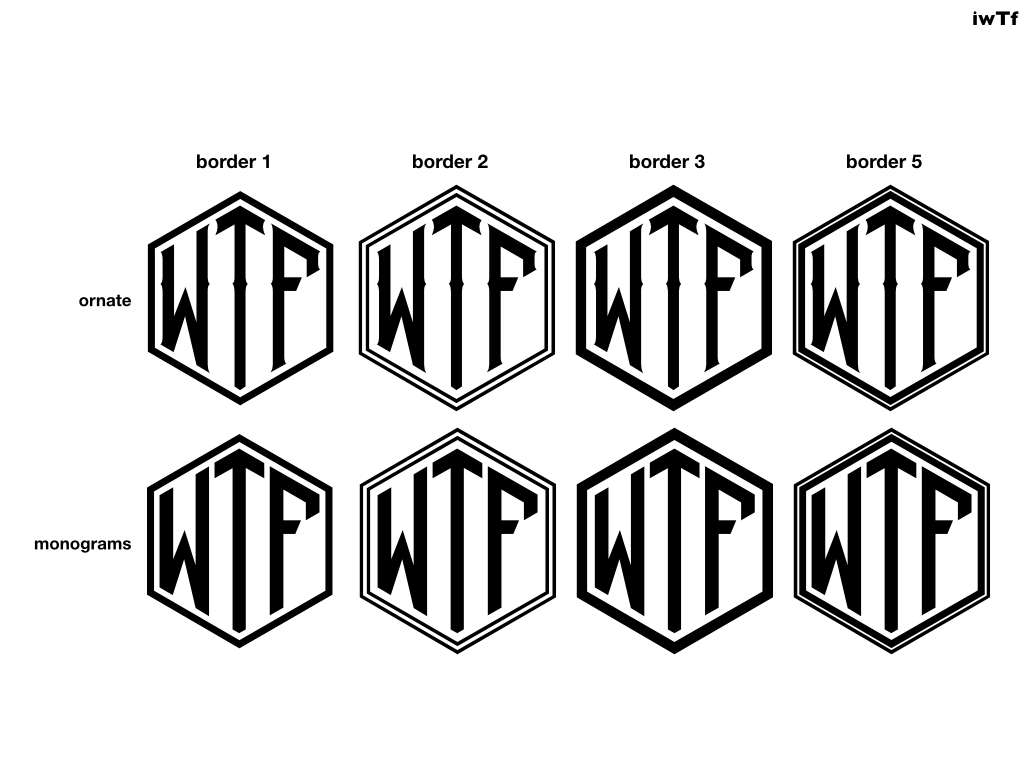 iwTf
border 1
border 2
border 3
border 5
ornate
WTF
WTF
WTF
WTF
monograms
WTF
WTF
WTF
WTF